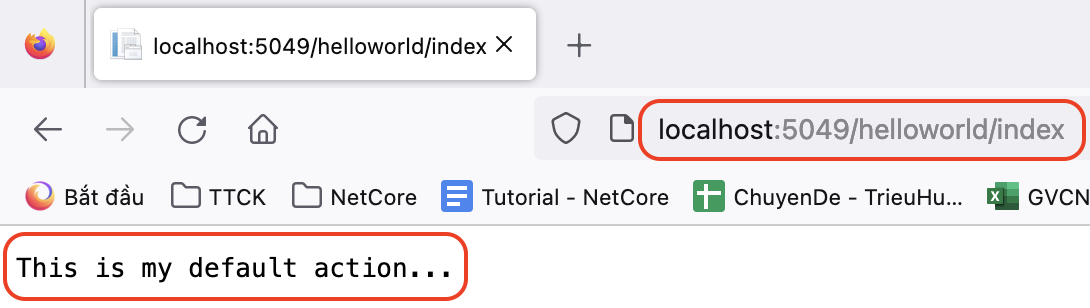 localhost:5049/helloworld/index
localhost:5049/helloworld/index
Bắt đầu TTCK NetCore Tutorial - NetCore ChuyenDe - TrieuHu... GVCN
This is my default action...